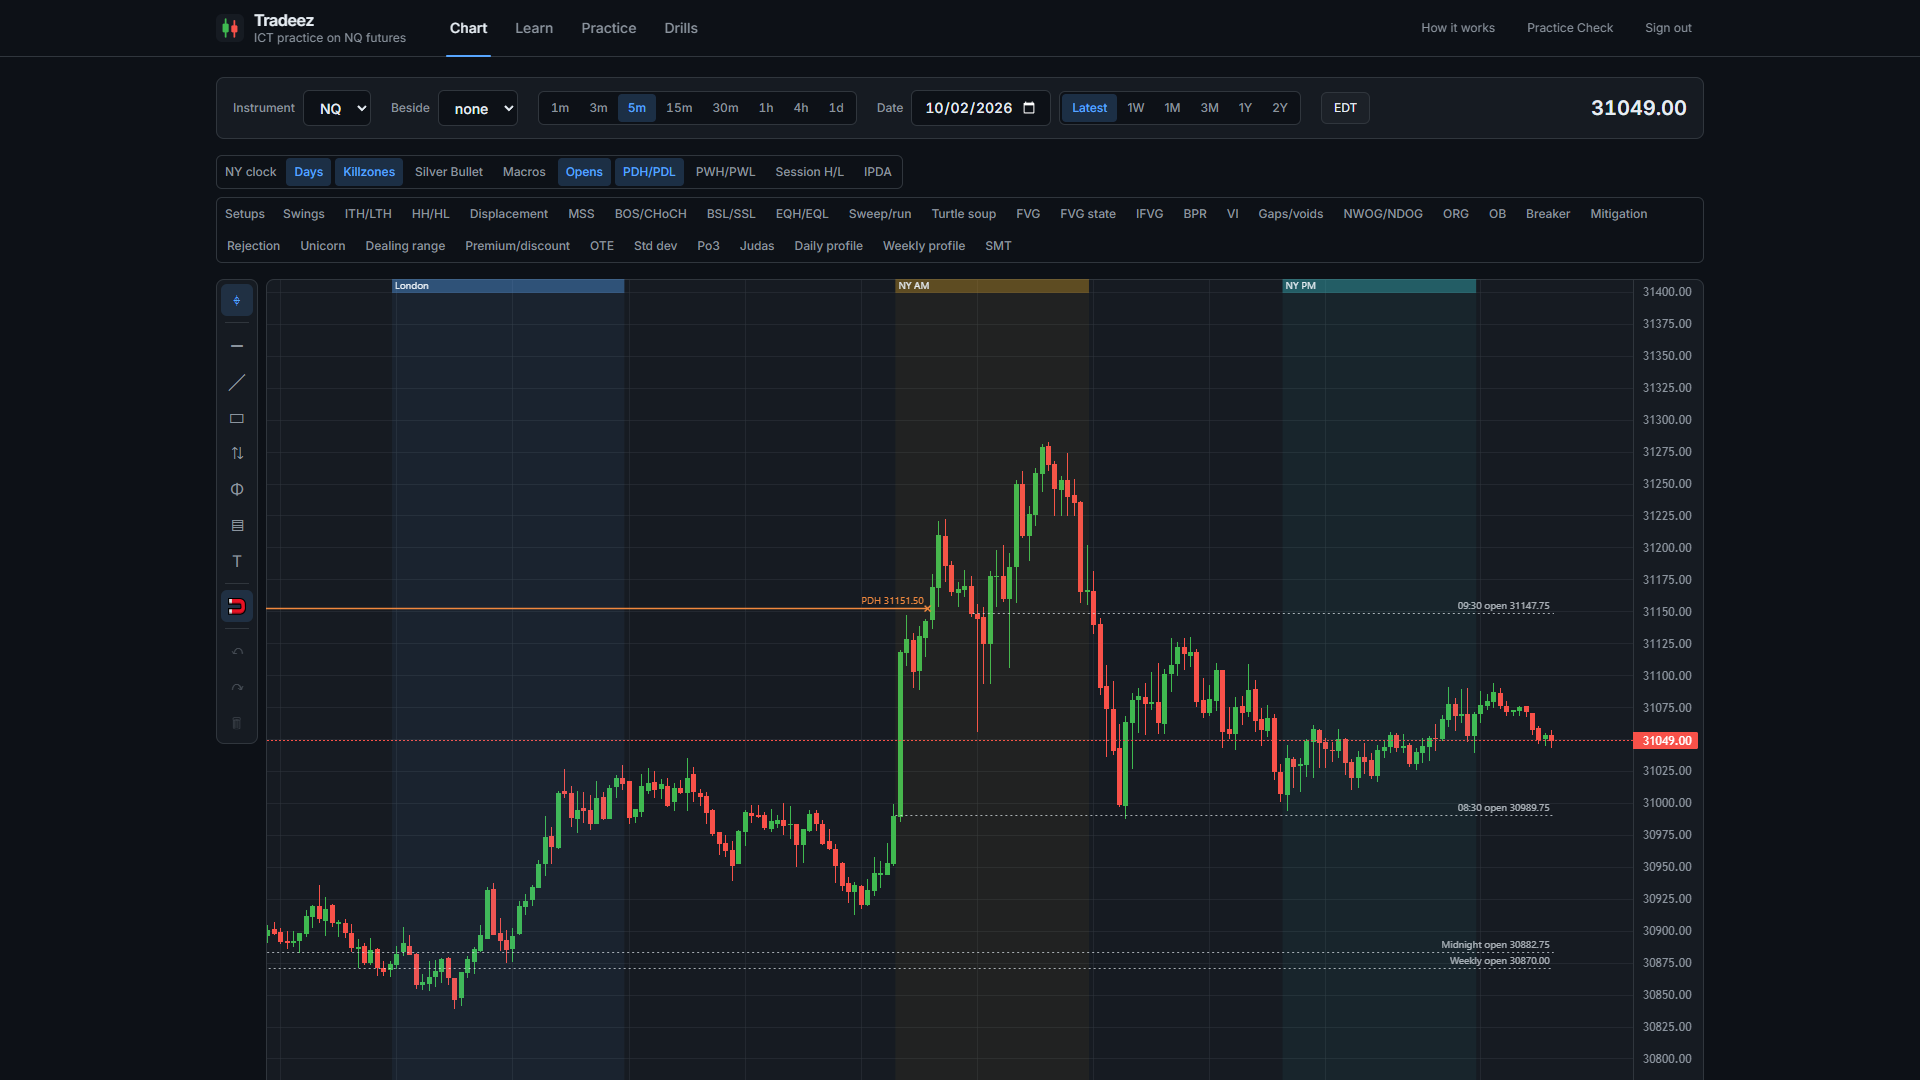 Tradeez
ICT practice on NQ futures
Chart Learn Practice Drills
How it works Practice Check Sign out
Instrument NQ Beside none 1m 3m 5m 15m 30m 1h 4h 1d Date 10/02/2026 Latest 1W 1M 3M 1Y 2Y EDT 31049.00
NY clock Days Killzones Silver Bullet Macros Opens PDH/PDL PWH/PWL Session H/L IPDA
Setups Swings ITH/LTH HH/HL Displacement MSS BOS/CHoCH BSL/SSL EQH/EQL Sweep/run Turtle soup FVG FVG state IFVG BPR VI Gaps/voids NWOG/NDOG ORG OB Breaker Mitigation
Rejection Unicorn Dealing range Premium/discount OTE Std dev Po3 Judas Daily profile Weekly profile SMT
London NY AM NY PM
31400.00
31375.00
31350.00
31325.00
31300.00
31275.00
31250.00
31225.00
31200.00
31175.00
PDH 31151.50
09:30 open 31147.75
31150.00
31125.00
31100.00
31075.00
31049.00
31025.00
31000.00
08:30 open 30989.75
30975.00
30950.00
30925.00
30900.00
Midnight open 30882.75
Weekly open 30870.00
30875.00
30850.00
30825.00
30800.00
T